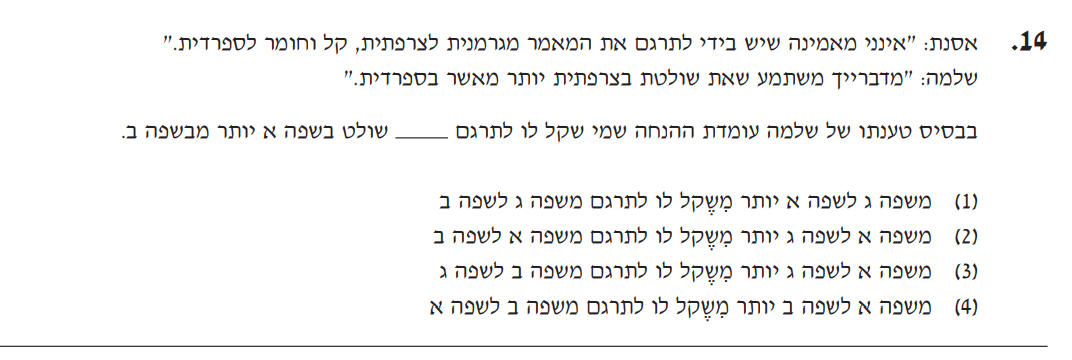 14. אסנת: "אינני מאמינה שיש בידי לתרגם את המאמר מגרמנית לצרפתית, קל וחומר לספרדית."
שלמה: "מדברייך משתמע שאת שולטת בצרפתית יותר מאשר בספרדית."
בבסיס טענתו של שלמה עומדת ההנחה שמי שקל לו לתרגם _____ שולט בשפה א יותר מבשפה ב.
(1) משפה ג לשפה א יותר מִשֶּקל לו לתרגם משפה ג לשפה ב
(2) משפה א לשפה ג יותר מִשֶּקל לו לתרגם משפה א לשפה ב
(3) משפה א לשפה ג יותר מִשֶּקל לו לתרגם משפה ב לשפה ג
(4) משפה א לשפה ב יותר מִשֶּקל לו לתרגם משפה ב לשפה א